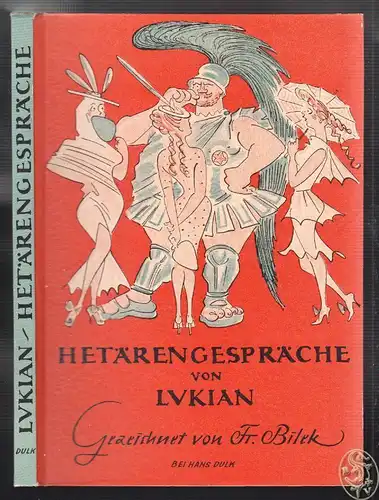 LVKIAN ~ HETÄRENGESPRÄCHE
DULK
HETÄRENGESPRÄCHE
VON
LVKIAN
Gezeichnet von Fr. Bilek
BEI HANS DULK